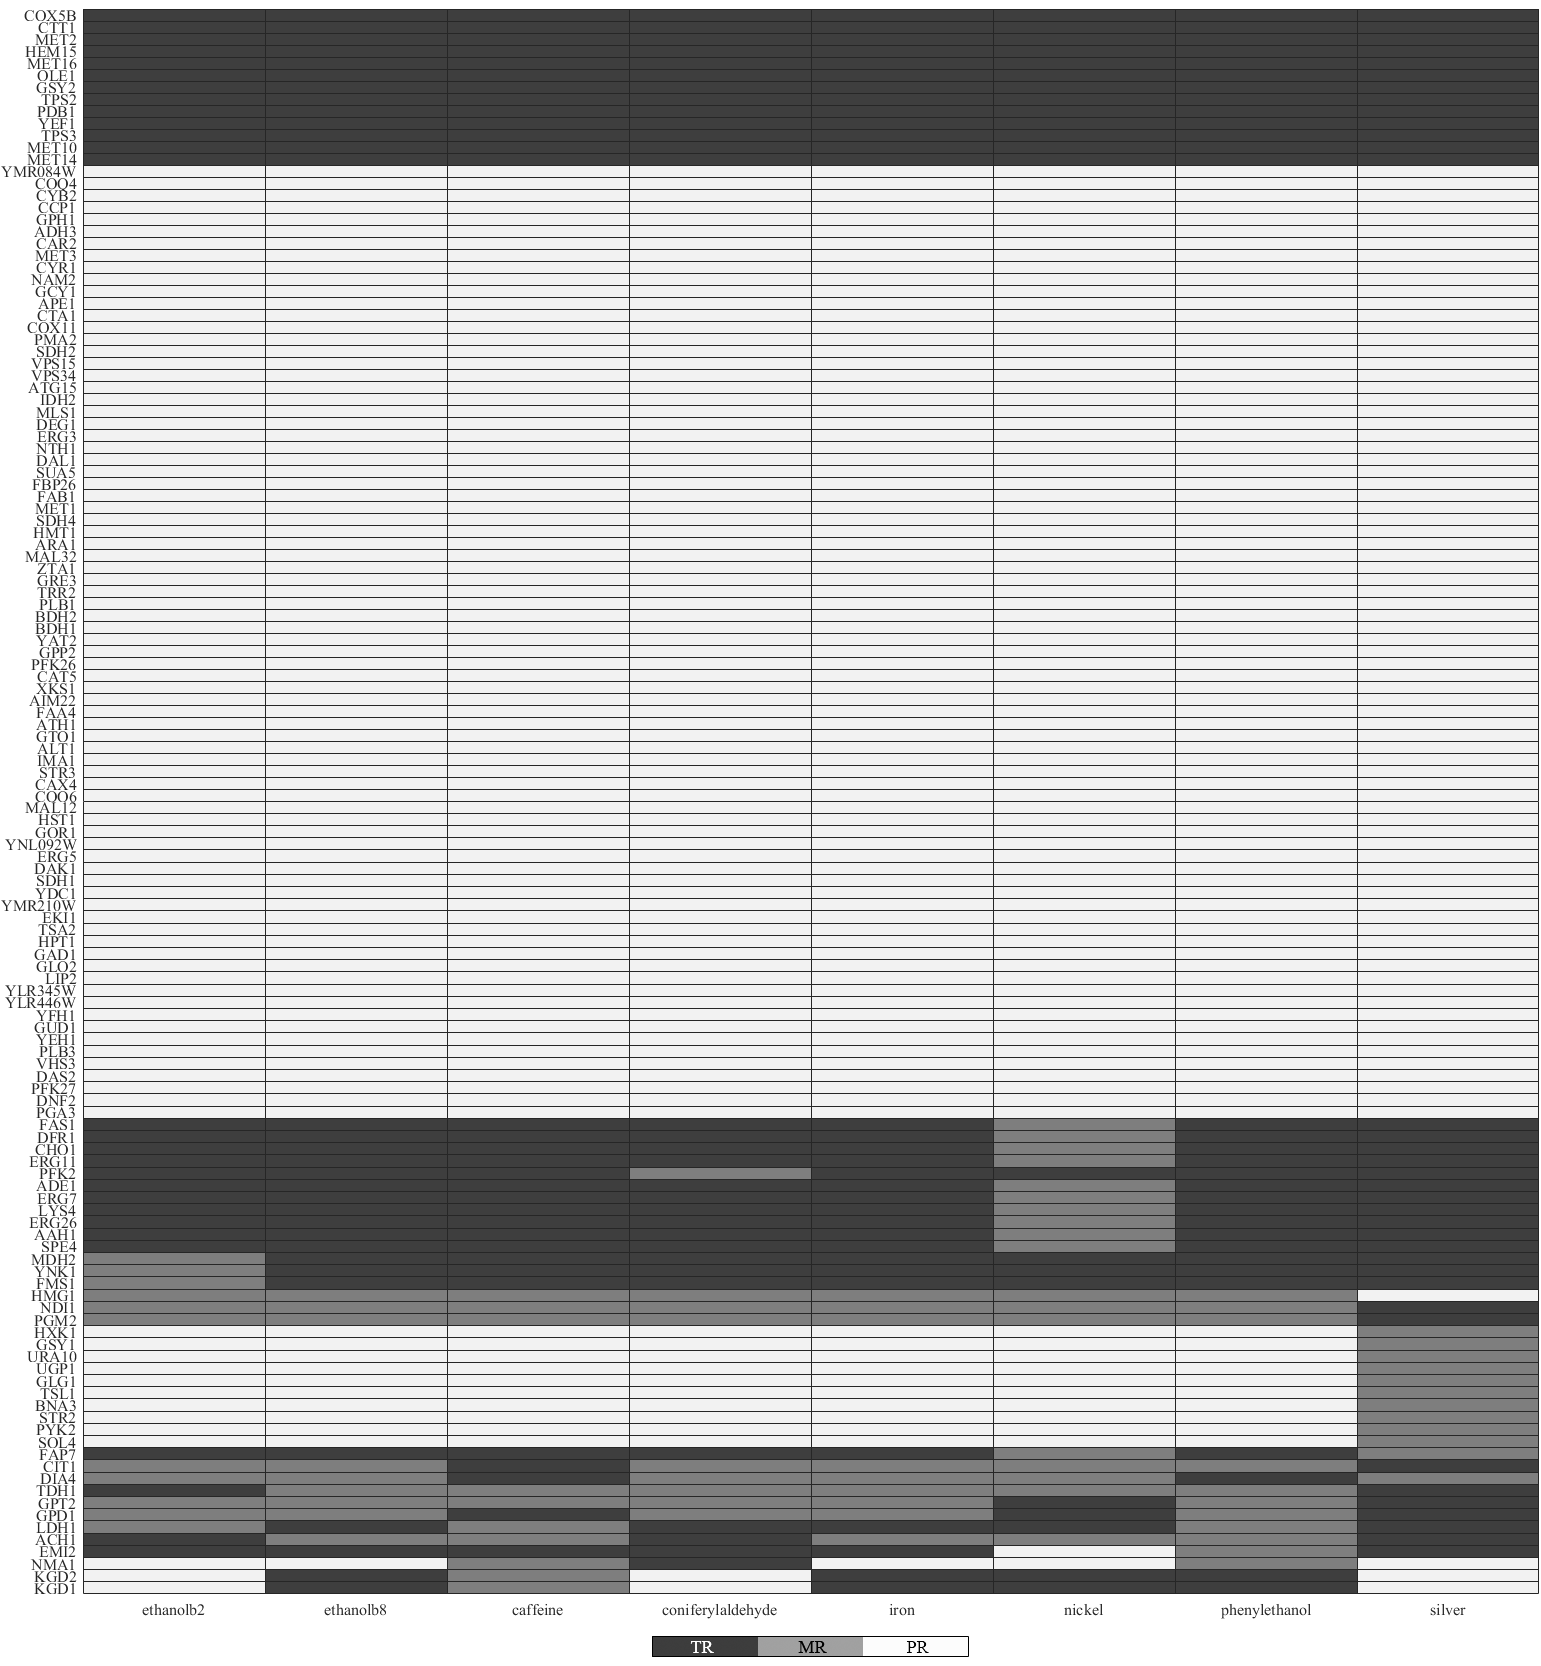 COX5B
CTT1
MET2
HEM15
MET16
OLE1
GSY2
TPS2
PDB1
YEF1
TPS3
MET10
MET14
YMR084W
COQ4
CYB2
CCP1
GPH1
ADH3
CAR2
MET3
CYR1
NAM2
GCY1
APE1
CTA1
COX11
PMA2
SDH2
VPS15
VPS34
ATG15
IDH2
MLS1
DEG1
ERG3
NTH1
DAL1
SUA5
FBP26
FAB1
MET1
SDH4
HMT1
ARA1
MAL32
ZTA1
GRE3
TRR2
PLB1
BDH2
BDH1
YAT2
GPP2
PFK26
CAT5
XKS1
AIM22
FAA4
ATH1
GTO1
ALT1
IMA1
STR3
CAX4
COQ6
MAL12
HST1
GOR1
YNL092W
ERG5
DAK1
SDH1
YDC1
YMR210W
EKI1
TSA2
HPT1
GAD1
GLO2
LIP2
YLR345W
YLR446W
YFH1
GUD1
YEH1
PLB3
VHS3
DAS2
PFK27
DNF2
PGA3
FAS1
DFR1
CHO1
ERG11
PFK2
ADE1
ERG7
LYS4
ERG26
AAH1
SPE4
MDH2
YNK1
FMS1
HMG1
NDI1
PGM2
HXK1
GSY1
URA10
UGP1
GLG1
TSL1
BNA3
STR2
PYK2
SOL4
FAP7
CIT1
DIA4
TDH1
GPT2
GPD1
LDH1
ACH1
EMI2
NMA1
KGD2
KGD1
ethanolb2 ethanolb8 caffeine coniferylaldehyde iron nickel phenylethanol silver
TR MR PR